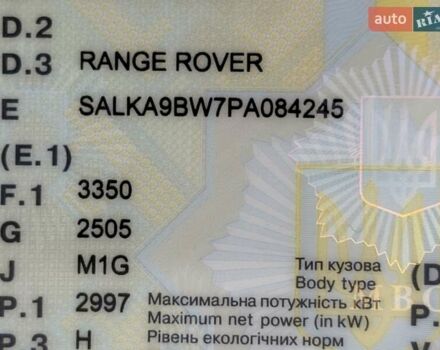 auto RIA
D.2
D.3 RANGE ROVER
E SALKA9BW7PA084245
(E.1)
F.1 3350
G 2505
J M1G Тип кузова (D
Body type
P.1 2997 Максимальна потужність кВт
Maximum net power (in kW)
P.3 H Рівень екологічних норм
МВС